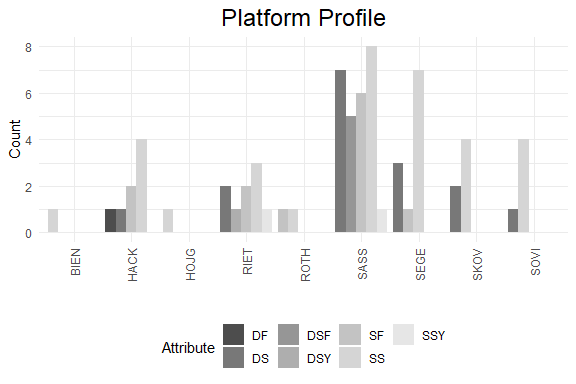 Platform Profile
8
6
4
2
0
Count
BIEN HACK HOJG RIET ROTH SASS SEGE SKOV SOVI
Attribute DF DSF SF SSY
DS DSY SS